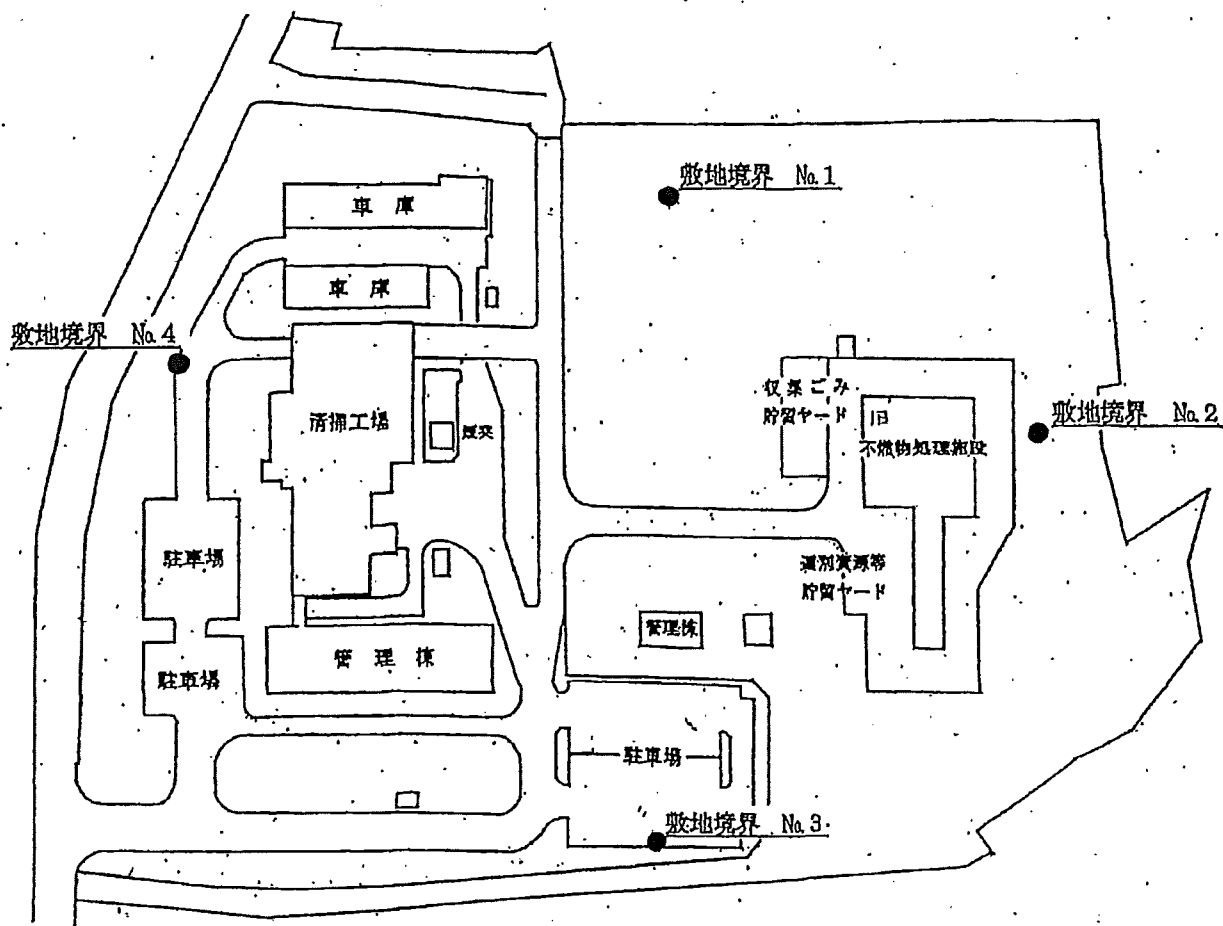 敷地境界 No.1
車 庫
車 庫
敷地境界 No.4
収集ごみ
貯留ヤード
旧
不燃物処理施設
敷地境界 No.2
清掃工場
煙突
駐車場
選別資源等
貯留ヤード
管理棟
管 理 棟
駐車場
駐車場
敷地境界 No.3